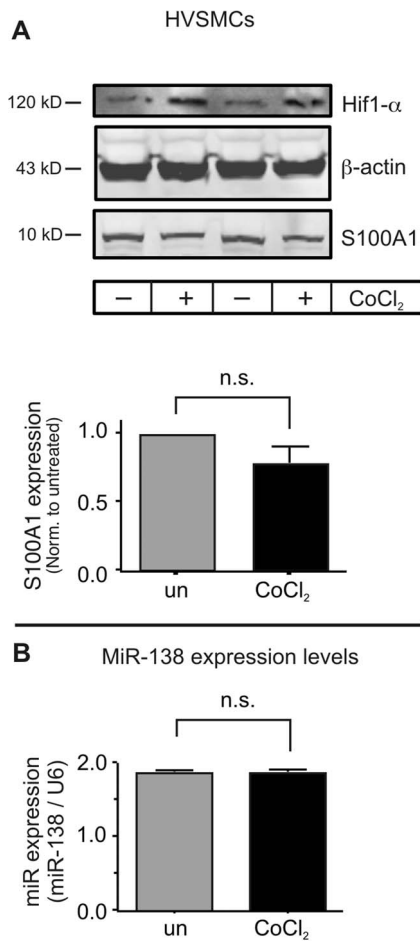 HVSMCs
A
120 kD
Hif1-α
43 kD
β-actin
10 kD
S100A1
– + – + CoCl₂
n.s.
S100A1 expression
(Norm. to untreated)
1.0
0.5
0.0
un CoCl₂
B MiR-138 expression levels
n.s.
miR expression
(miR-138 / U6)
2.0
1.0
0.0
un CoCl₂